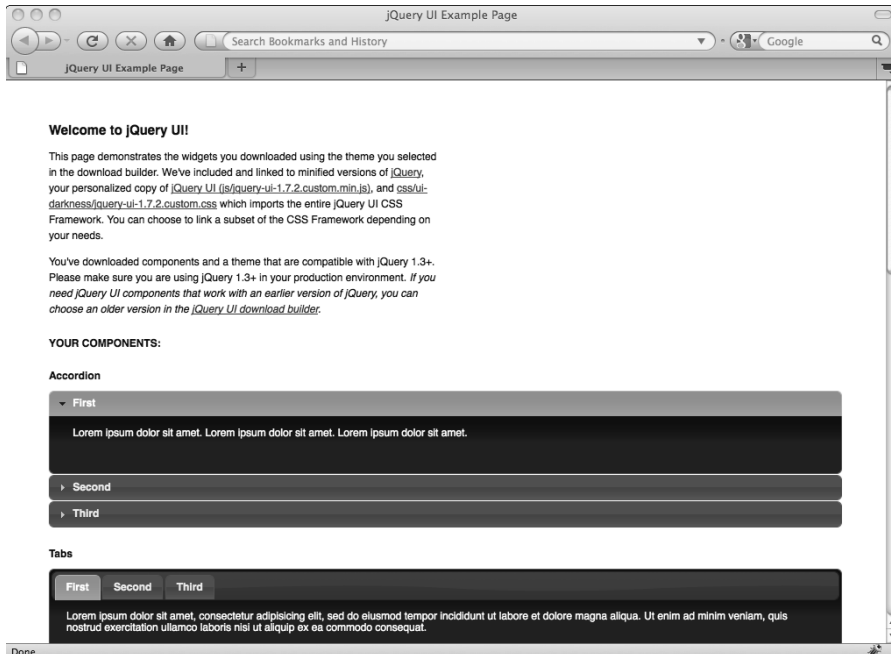 jQuery UI Example Page
Search Bookmarks and History
Google
jQuery UI Example Page
+
Welcome to jQuery UI!
This page demonstrates the widgets you downloaded using the theme you selected
in the download builder. We've included and linked to minified versions of jQuery,
your personalized copy of jQuery UI (js/jquery-ui-1.7.2.custom.min.js), and css/ui-
darkness/jquery-ui-1.7.2.custom.css which imports the entire jQuery UI CSS
Framework. You can choose to link a subset of the CSS Framework depending on
your needs.
You've downloaded components and a theme that are compatible with jQuery 1.3+.
Please make sure you are using jQuery 1.3+ in your production environment. If you
need jQuery UI components that work with an earlier version of jQuery, you can
choose an older version in the jQuery UI download builder.
YOUR COMPONENTS:
Accordion
First
Lorem ipsum dolor sit amet. Lorem ipsum dolor sit amet. Lorem ipsum dolor sit amet.
Second
Third
Tabs
First Second Third
Lorem ipsum dolor sit amet, consectetur adipisicing elit, sed do eiusmod tempor incididunt ut labore et dolore magna aliqua. Ut enim ad minim veniam, quis
nostrud exercitation ullamco laboris nisi ut aliquip ex ea commodo consequat.
Done